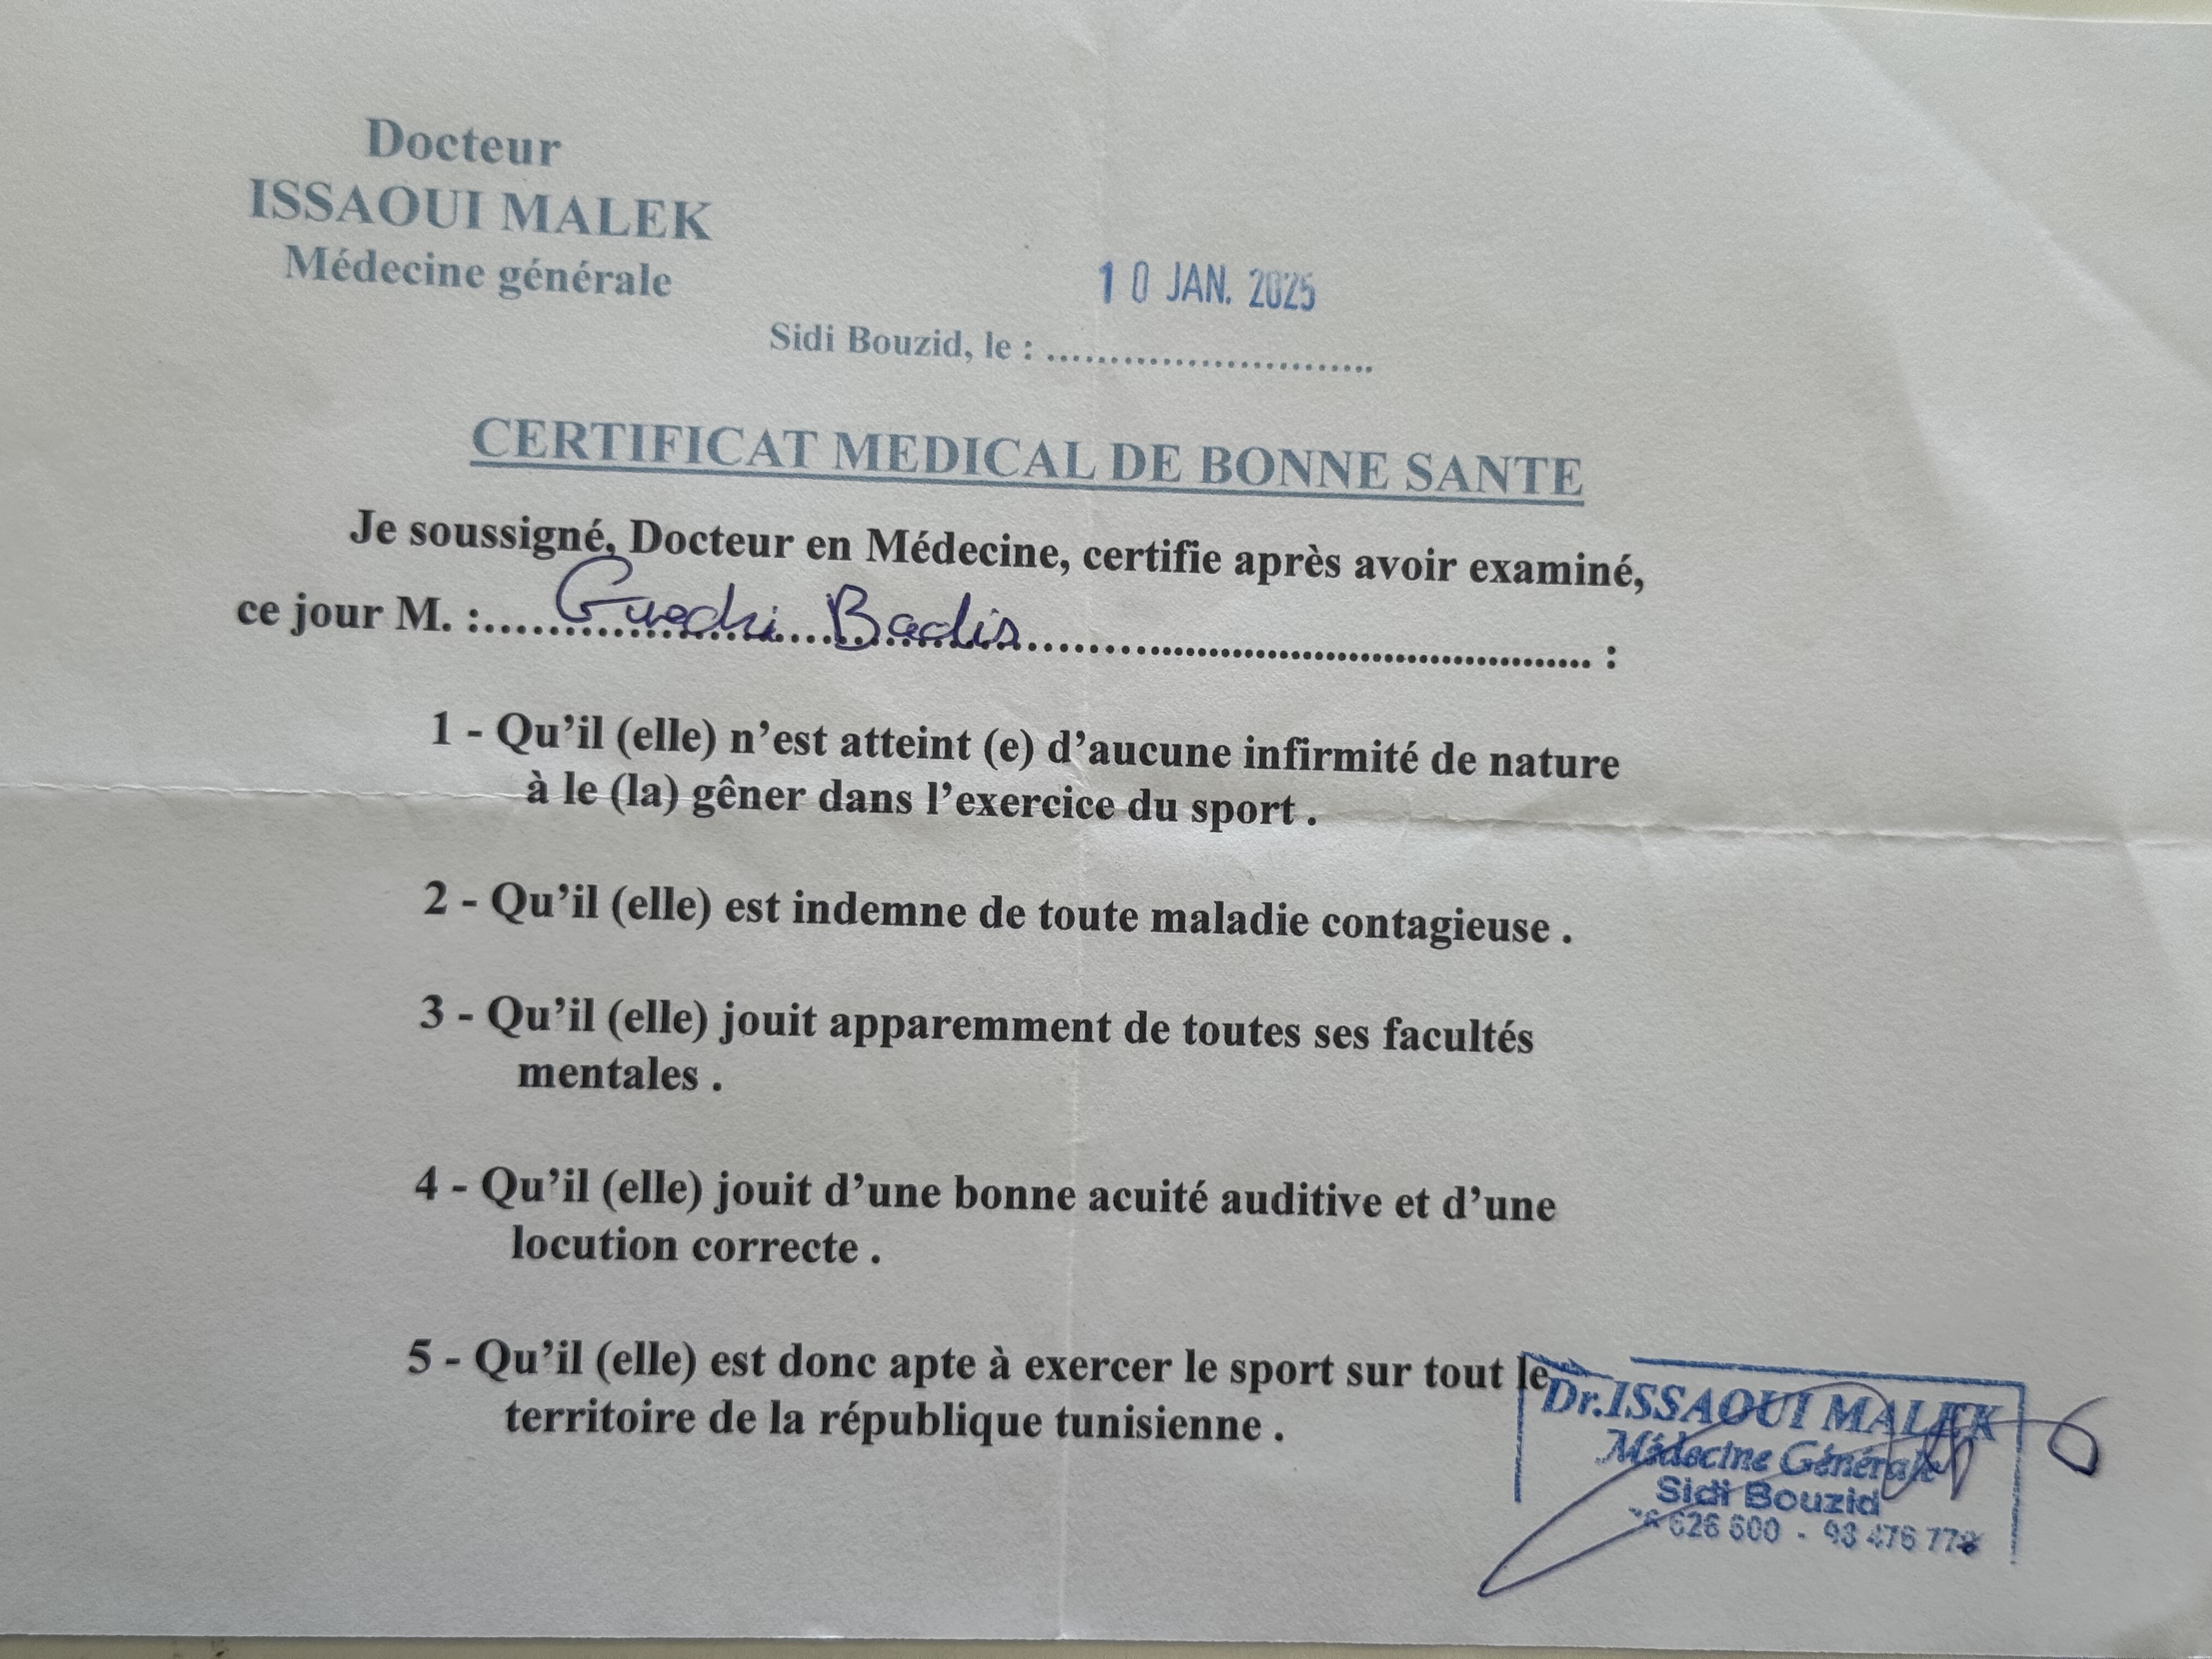 Docteur
ISSAOUI MALEK
Médecine générale
10 JAN. 2025
Sidi Bouzid, le : ................................
CERTIFICAT MEDICAL DE BONNE SANTE
Je soussigné, Docteur en Médecine, certifie après avoir examiné,
ce jour M. :..... Badis ..... :
1 - Qu’il (elle) n’est atteint (e) d’aucune infirmité de nature
à le (la) gêner dans l’exercice du sport .
2 - Qu’il (elle) est indemne de toute maladie contagieuse .
3 - Qu’il (elle) jouit apparemment de toutes ses facultés
mentales .
4 - Qu’il (elle) jouit d’une bonne acuité auditive et d’une
locution correcte .
5 - Qu’il (elle) est donc apte à exercer le sport sur tout le
territoire de la république tunisienne .
Dr.ISSAOUI MALEK
Médecine Générale
Sidi Bouzid
626 600 -